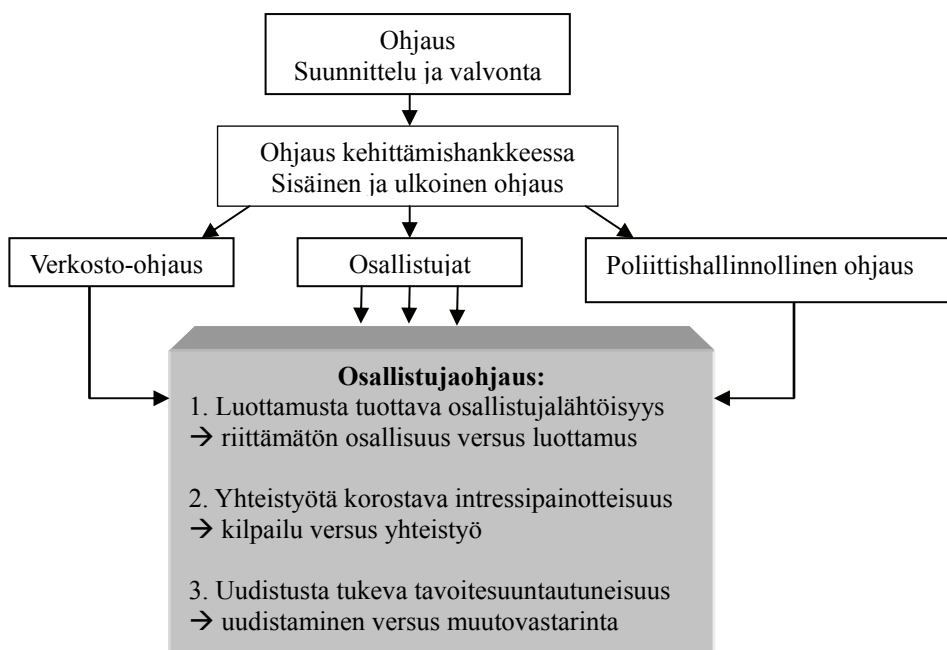 Ohjaus
Suunnittelu ja valvonta
Ohjaus kehittämishankkeessa
Sisäinen ja ulkoinen ohjaus
Verkosto-ohjaus
Osallistujat
Poliittishallinnollinen ohjaus
Osallistujaohjaus:
1. Luottamusta tuottava osallistujalähtöisyys
→ riittämätön osallisuus versus luottamus
2. Yhteistyötä korostava intressipainotteisuus
→ kilpailu versus yhteistyö
3. Uudistusta tukeva tavoitesuuntautuneisuus
→ uudistaminen versus muutovastarinta